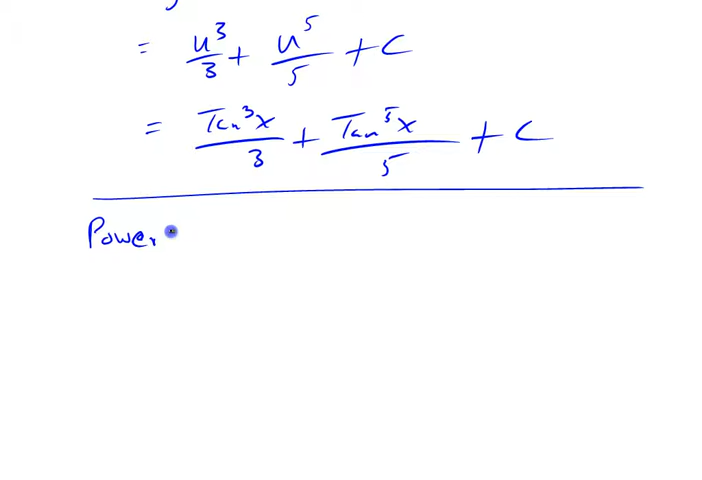 = u³/3 + u⁵/5 + C
= Tan³x/3 + Tan⁵x/5 + C
Power